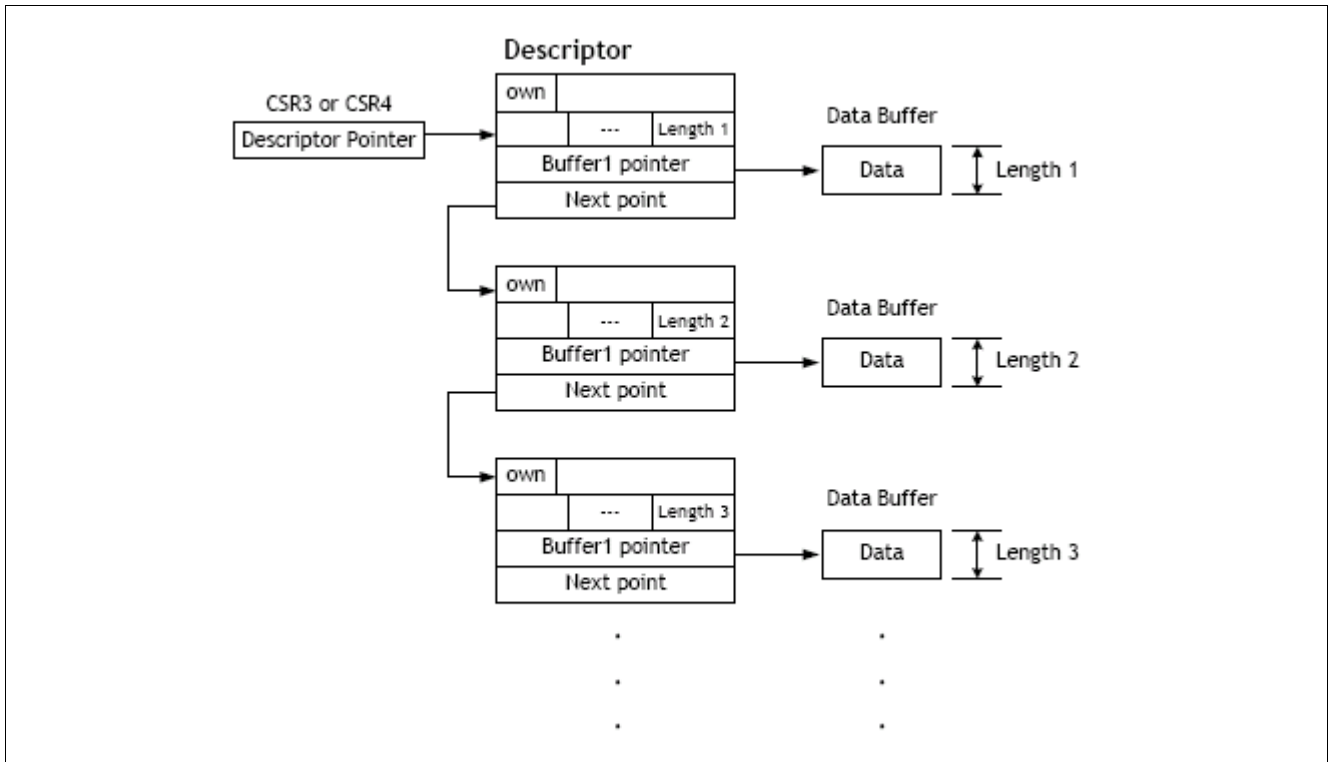 Descriptor
CSR3 or CSR4
Descriptor Pointer
own
--- Length 1
Buffer1 pointer
Next point
Data Buffer
Data
Length 1
own
--- Length 2
Buffer1 pointer
Next point
Data Buffer
Data
Length 2
own
--- Length 3
Buffer1 pointer
Next point
Data Buffer
Data
Length 3